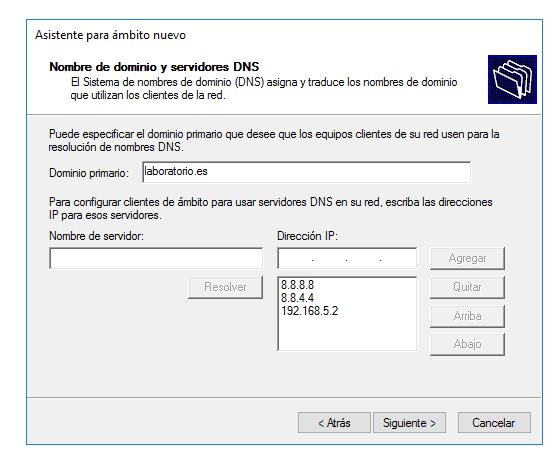 Asistente para ámbito nuevo
Nombre de dominio y servidores DNS
El Sistema de nombres de dominio (DNS) asigna y traduce los nombres de dominio
que utilizan los clientes de la red.
Puede especificar el dominio primario que desee que los equipos clientes de su red usen para la
resolución de nombres DNS.
Dominio primario: laboratorio.es
Para configurar clientes de ámbito para usar servidores DNS en su red, escriba las direcciones
IP para esos servidores.
Nombre de servidor: Dirección IP:
. . . Agregar
Resolver 8.8.8.8 Quitar
8.8.4.4
192.168.5.2 Arriba
Abajo
< Atrás Siguiente > Cancelar